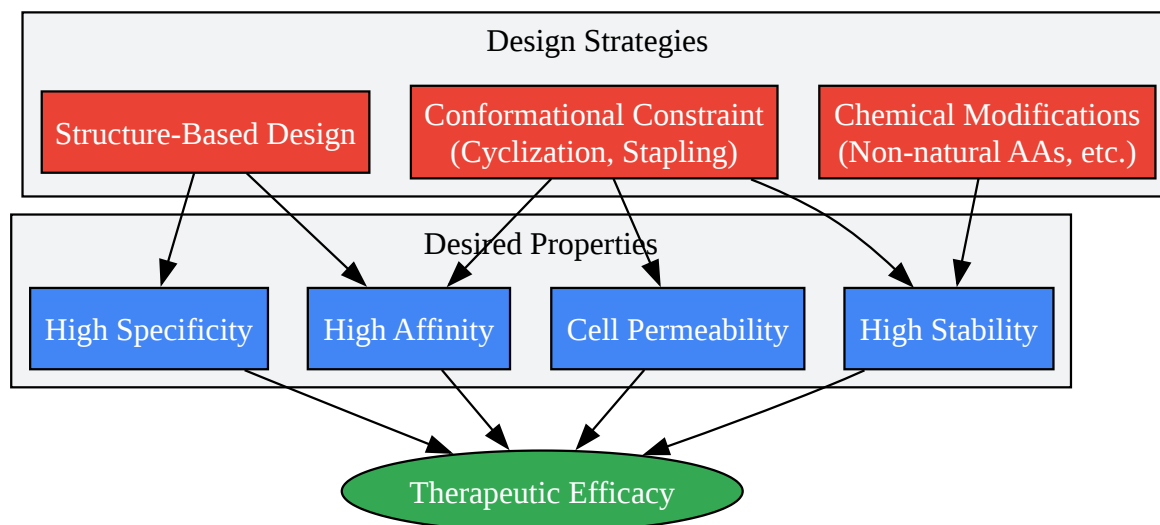 Design Strategies
Structure-Based Design
Conformational Constraint
(Cyclization, Stapling)
Chemical Modifications
(Non-natural AAs, etc.)
Desired Properties
High Specificity
High Affinity
Cell Permeability
High Stability
Therapeutic Efficacy